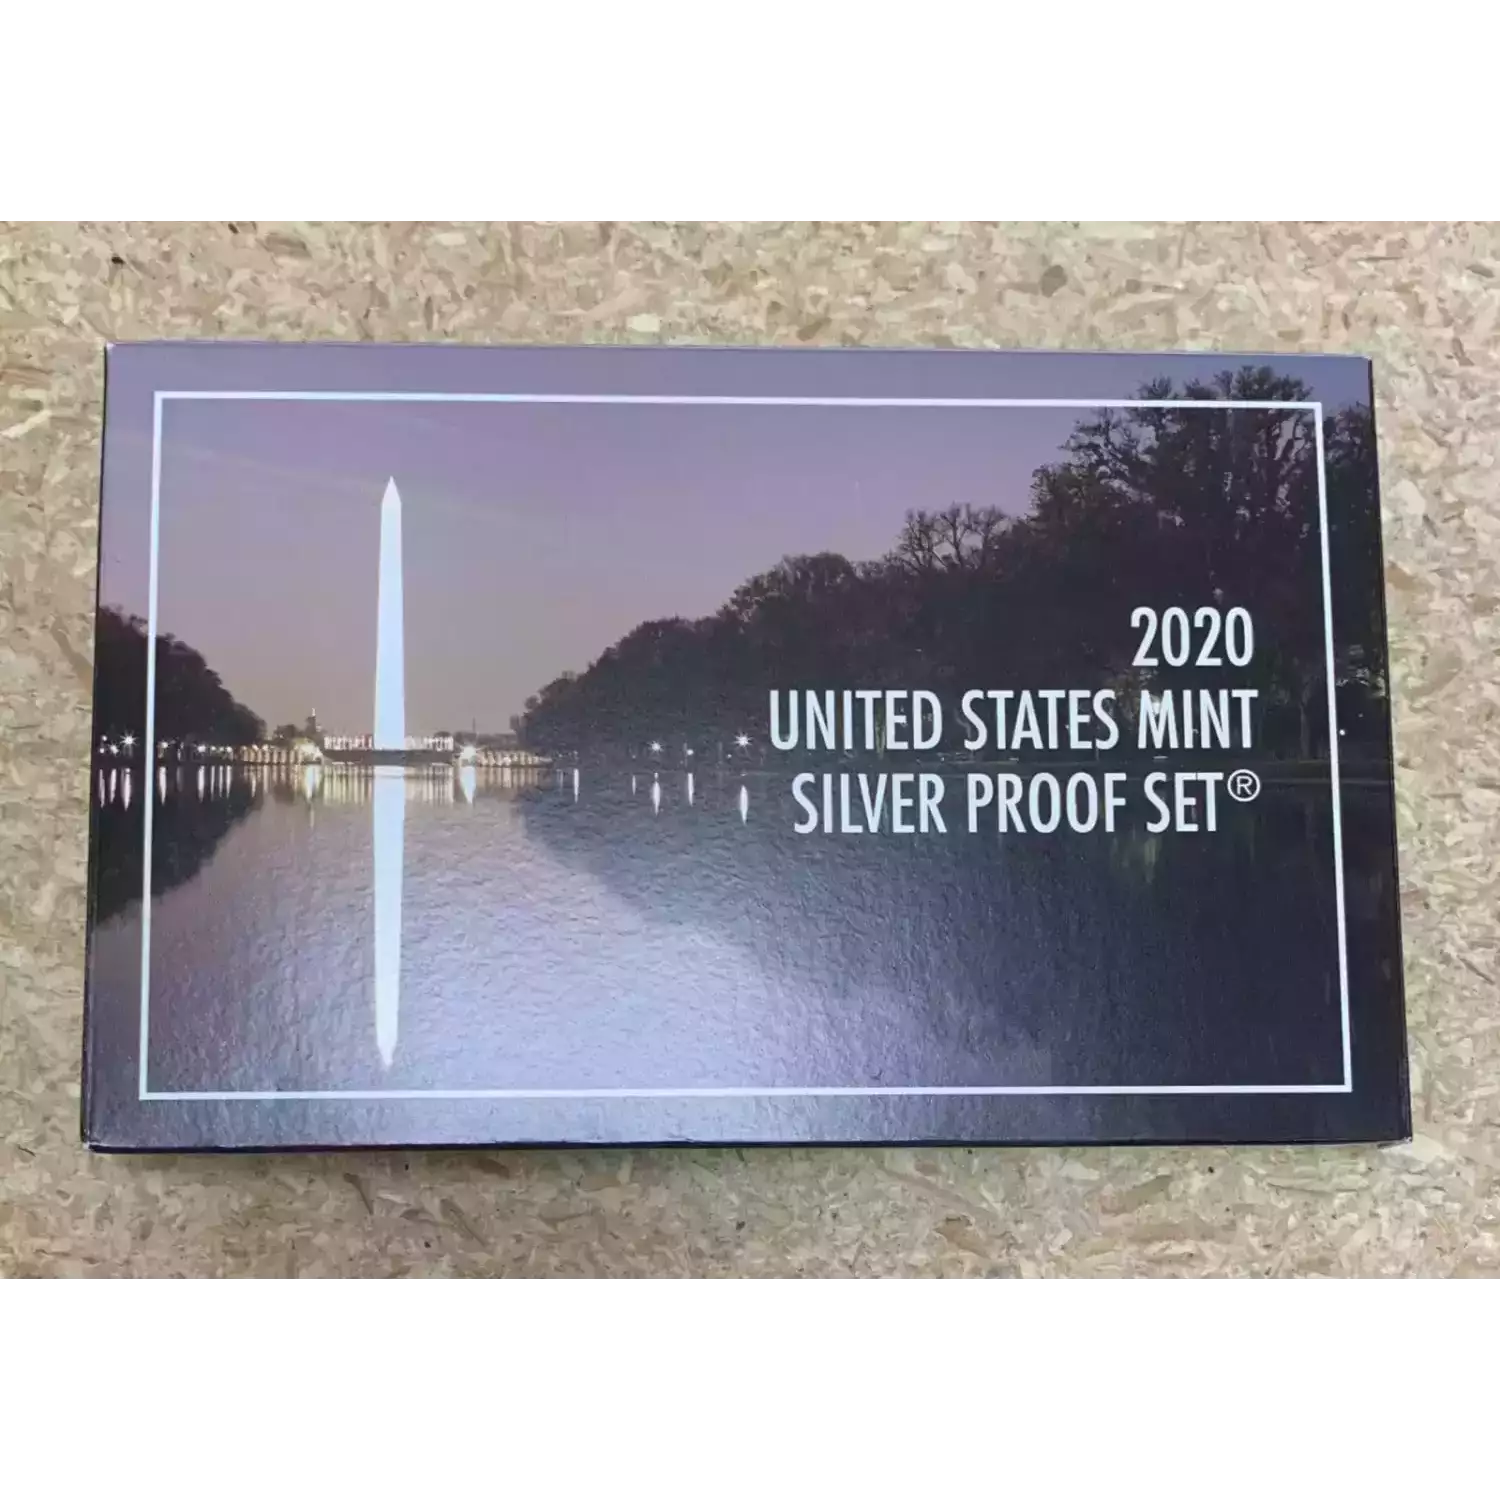 2020
UNITED STATES MINT
SILVER PROOF SET®